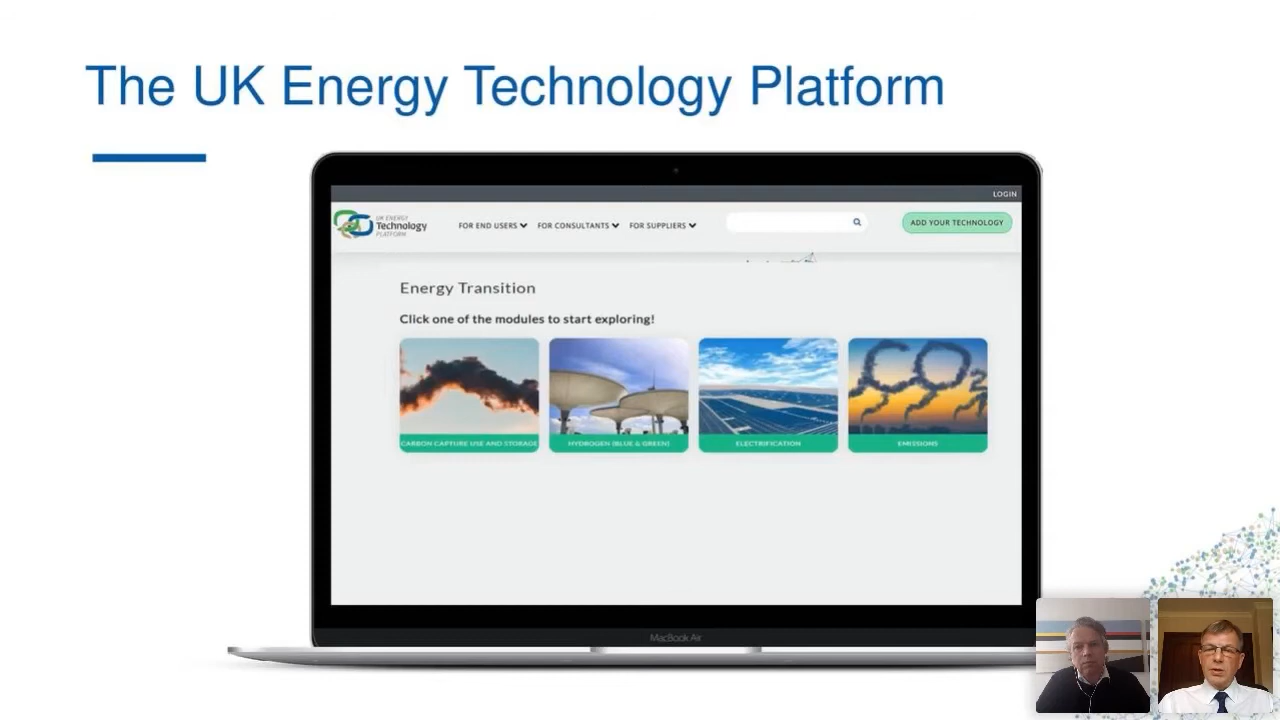 The UK Energy Technology Platform
LOGIN
UK ENERGY
Technology
PLATFORM
FOR END USERS
FOR CONSULTANTS
FOR SUPPLIERS
ADD YOUR TECHNOLOGY
Energy Transition
Click one of the modules to start exploring!
CO2
CARBON CAPTURE USE AND STORAGE
HYDROGEN (BLUE & GREEN)
ELECTRIFICATION
EMISSIONS
MacBook Air